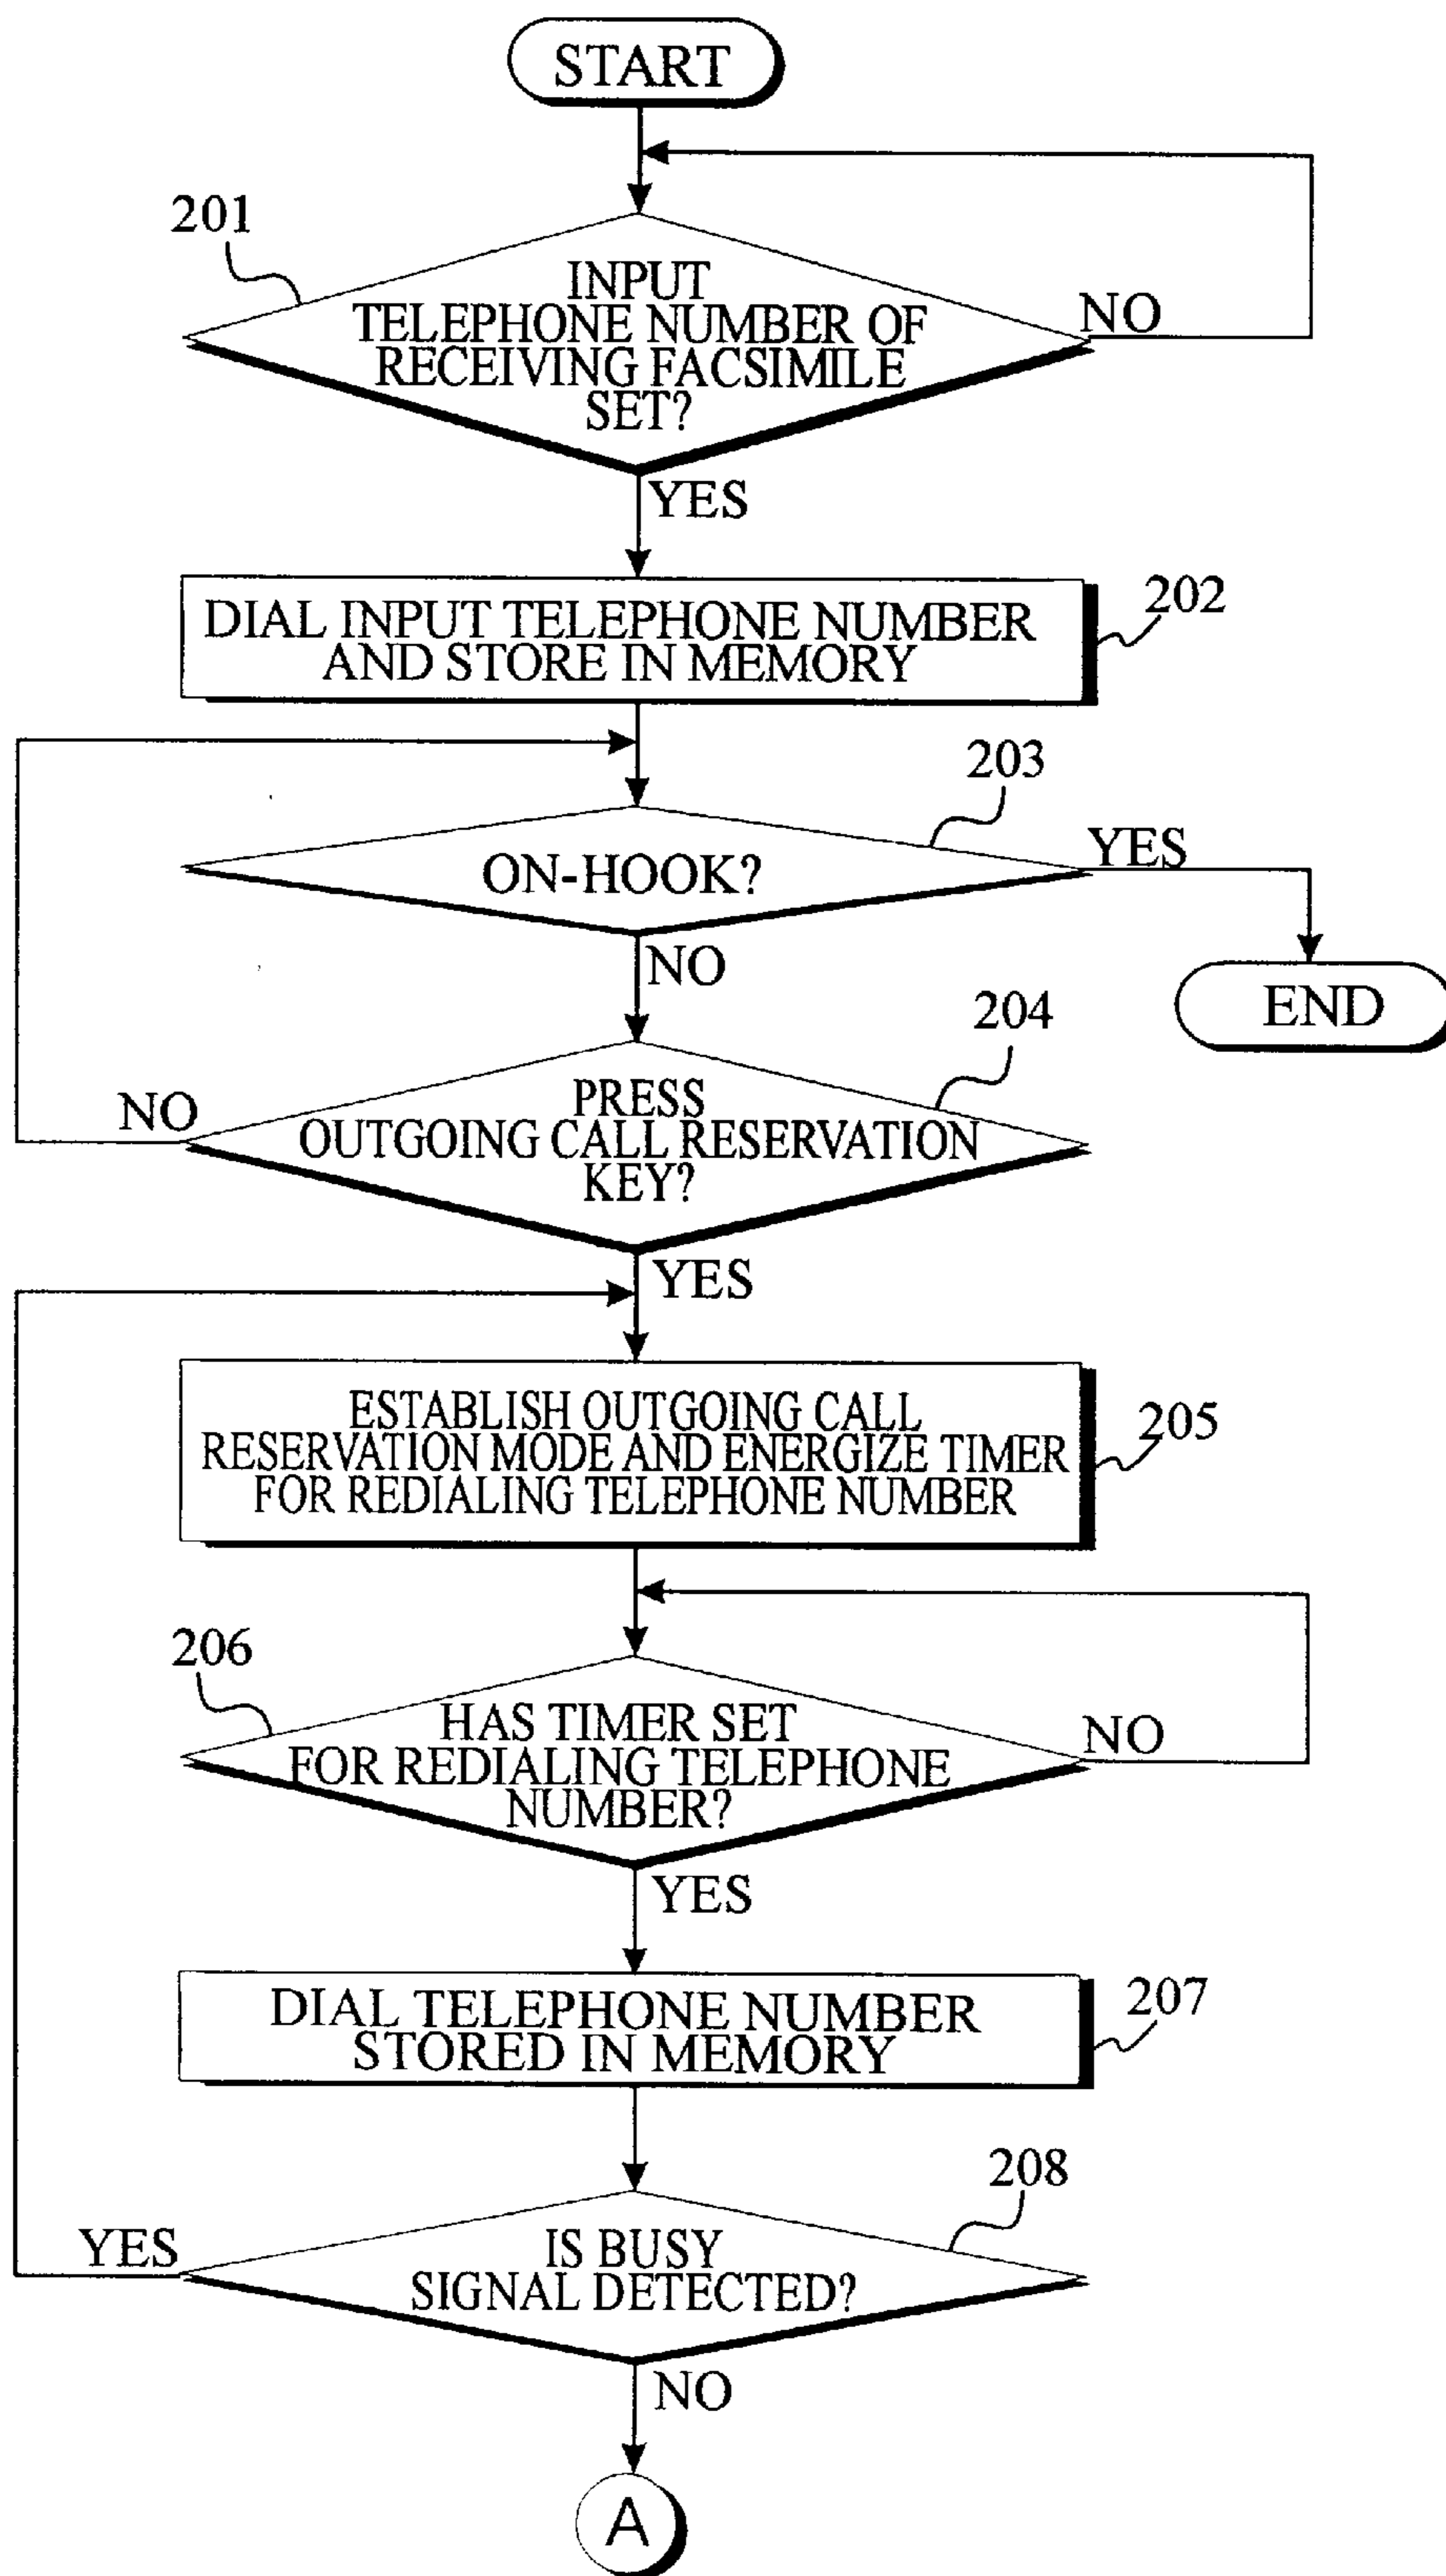 START
201
INPUT
TELEPHONE NUMBER OF
RECEIVING FACSIMILE
SET?
NO
YES
DIAL INPUT TELEPHONE NUMBER
AND STORE IN MEMORY
202
203
ON-HOOK?
YES
NO
END
204
PRESS
OUTGOING CALL RESERVATION
KEY?
NO
YES
ESTABLISH OUTGOING CALL
RESERVATION MODE AND ENERGIZE TIMER
FOR REDIALING TELEPHONE NUMBER
205
206
HAS TIMER SET
FOR REDIALING TELEPHONE
NUMBER?
NO
YES
DIAL TELEPHONE NUMBER
STORED IN MEMORY
207
208
IS BUSY
SIGNAL DETECTED?
YES
NO
A